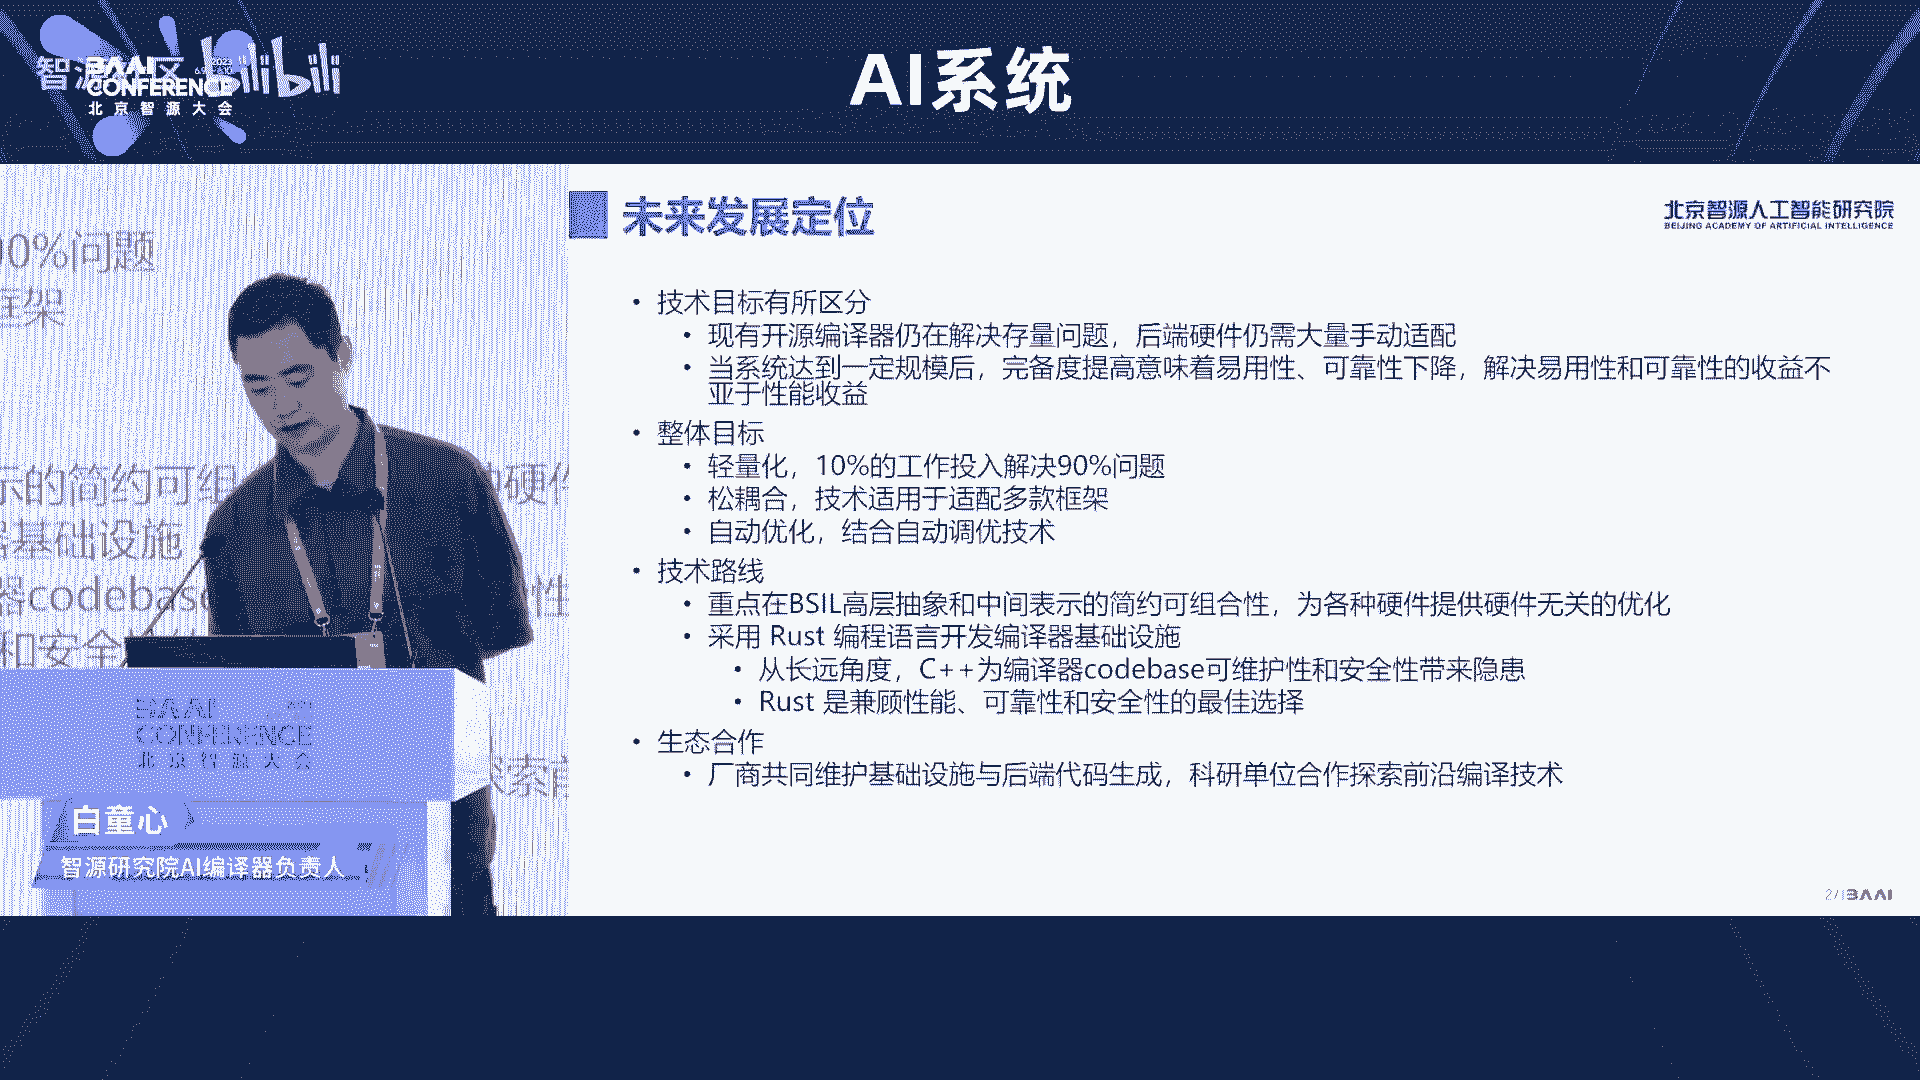 AI系统
智源社区 bilibili
BAAI 2023
CONFERENCE
北京智源大会
未来发展定位
北京智源人工智能研究院
BEIJING ACADEMY OF ARTIFICIAL INTELLIGENCE
• 技术目标有所区分
• 现有开源编译器仍在解决存量问题，后端硬件仍需大量手动适配
• 当系统达到一定规模后，完备度提高意味着易用性、可靠性下降，解决易用性和可靠性的收益不
亚于性能收益
• 整体目标
• 轻量化，10%的工作投入解决90%问题
• 松耦合，技术适用于适配多款框架
• 自动优化，结合自动调优技术
• 技术路线
• 重点在BSIL高层抽象和中间表示的简约可组合性，为各种硬件提供硬件无关的优化
• 采用 Rust 编程语言开发编译器基础设施
• 从长远角度，C++为编译器codebase可维护性和安全性带来隐患
• Rust 是兼顾性能、可靠性和安全性的最佳选择
• 生态合作
• 厂商共同维护基础设施与后端代码生成，科研单位合作探索前沿编译技术
BAAI
90%问题
框架
示的简约可组
的硬件
器基础设施
器codebase
性
和安全
探索前
BAAI
CONFERENCE
北京智源大会
白童心
智源研究院AI编译器负责人